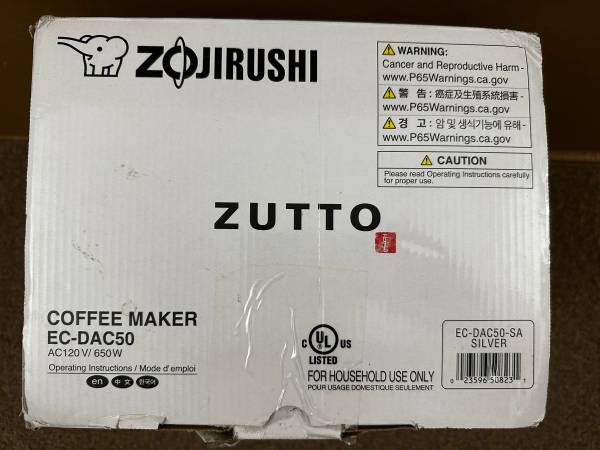 ZOJIRUSHI
WARNING:
Cancer and Reproductive Harm -
www.P65Warnings.ca.gov
警 告 : 癌症及生殖系統損害 -
www.P65Warnings.ca.gov
경 고 : 암 및 생식기능에 유해 -
www.P65Warnings.ca.gov
CAUTION
Please read Operating Instructions carefully
for proper use.
ZUTTO
COFFEE MAKER
EC-DAC50
AC120V/650W
Operating Instructions / Mode d'emploi
en 中文 한국어
C UL US
LISTED
FOR HOUSEHOLD USE ONLY
POUR USAGE DOMESTIQUE SEULEMENT
EC-DAC50-SA
SILVER
0 23596 50823 1